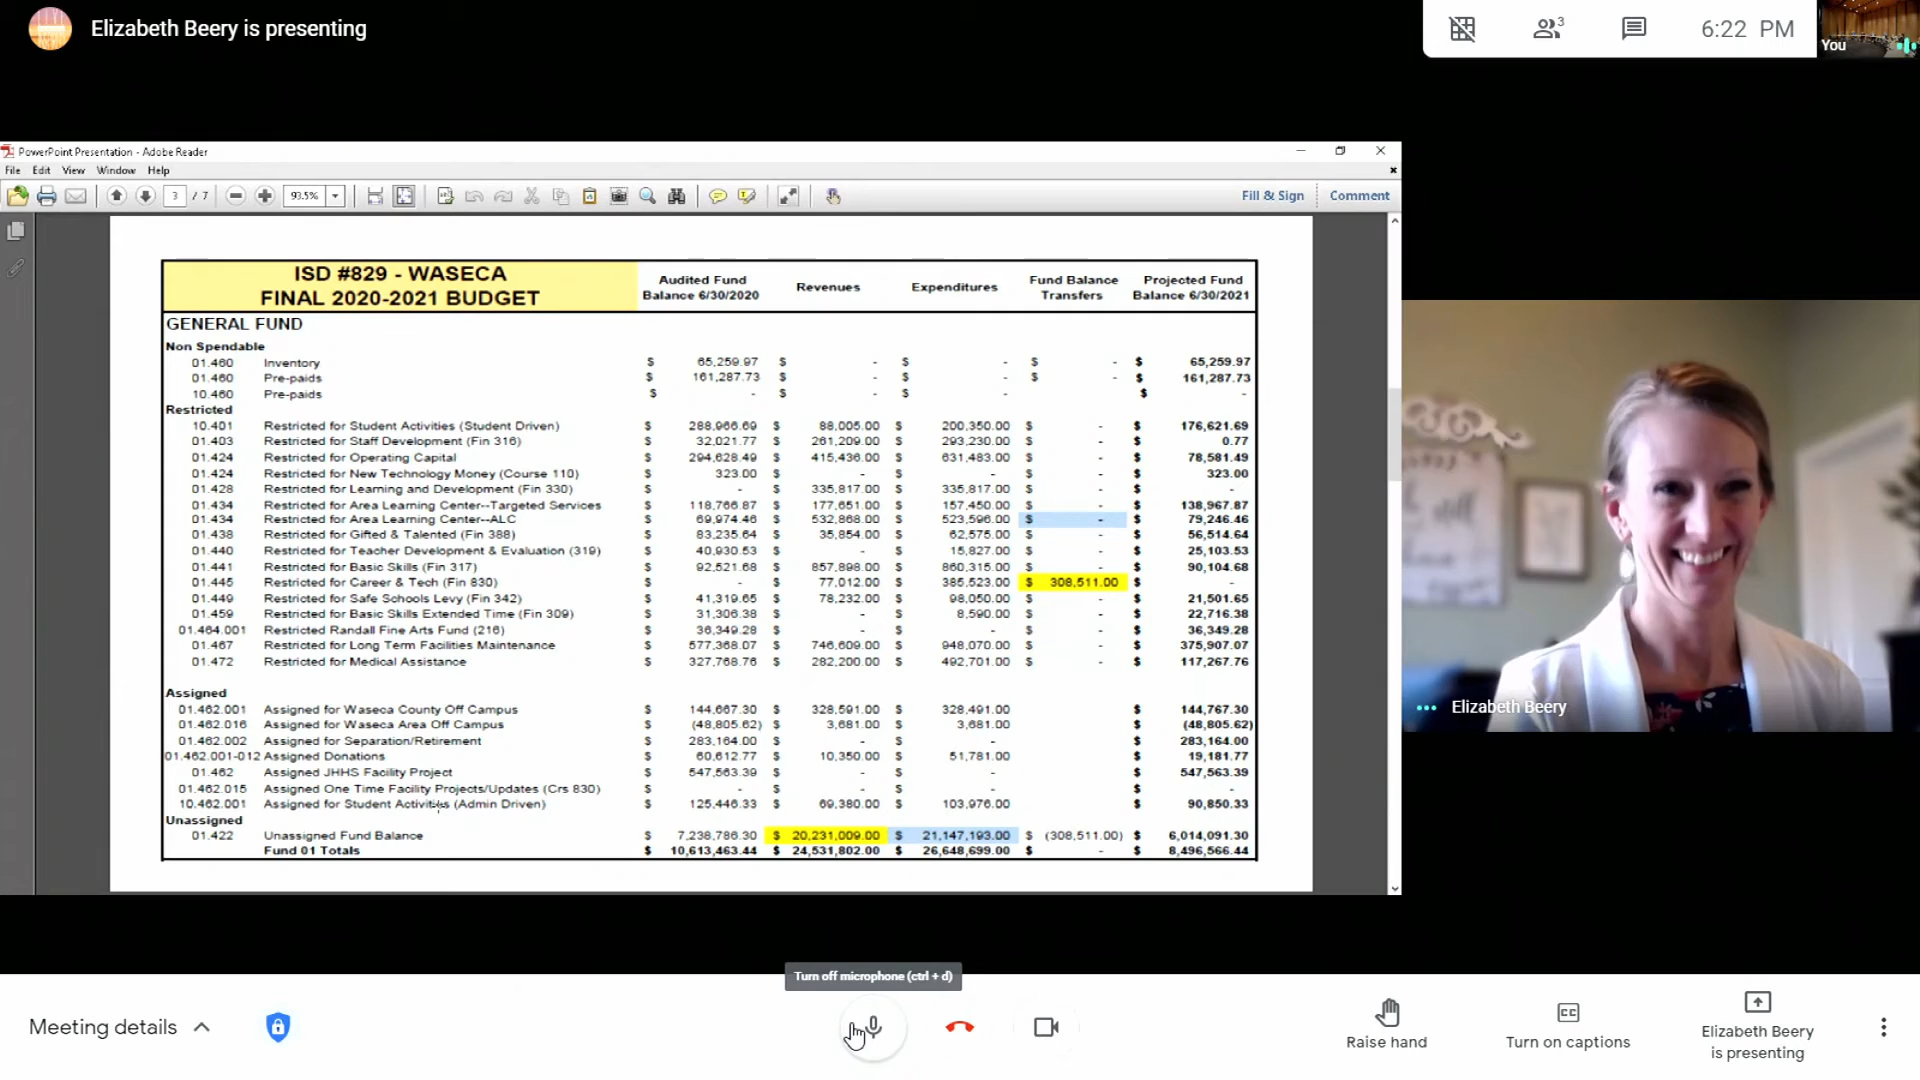 Elizabeth Beery is presenting
3
6:22 PM
You
PowerPoint Presentation - Adobe Reader
File Edit View Window Help
3 / 7 93.5% Fill & Sign Comment
ISD #829 - WASECA
FINAL 2020-2021 BUDGET
Audited Fund Balance 6/30/2020 Revenues Expenditures Fund Balance Transfers Projected Fund Balance 6/30/2021
GENERAL FUND
Non Spendable
01.460 Inventory $ 65,259.97 $ - $ - $ - $ 65,259.97
01.460 Pre-paids $ 161,287.73 $ - $ - $ - $ 161,287.73
10.460 Pre-paids $ - $ - $ - $ -
Restricted
10.401 Restricted for Student Activities (Student Driven) $ 288,966.69 $ 88,005.00 $ 200,350.00 $ - $ 176,621.69
01.403 Restricted for Staff Development (Fin 316) $ 32,021.77 $ 261,209.00 $ 293,230.00 $ - $ 0.77
01.424 Restricted for Operating Capital $ 294,628.49 $ 415,436.00 $ 631,483.00 $ - $ 78,581.49
01.424 Restricted for New Technology Money (Course 110) $ 323.00 $ - $ - $ - $ 323.00
01.428 Restricted for Learning and Development (Fin 330) $ - $ 335,817.00 $ 335,817.00 $ - $ -
01.434 Restricted for Area Learning Center--Targeted Services $ 118,766.87 $ 177,651.00 $ 157,450.00 $ - $ 138,967.87
01.434 Restricted for Area Learning Center--ALC $ 69,974.46 $ 532,868.00 $ 523,596.00 $ - $ 79,246.46
01.438 Restricted for Gifted & Talented (Fin 388) $ 83,235.64 $ 35,854.00 $ 62,575.00 $ - $ 56,514.64
01.440 Restricted for Teacher Development & Evaluation (319) $ 40,930.53 $ - $ 15,827.00 $ - $ 25,103.53
01.441 Restricted for Basic Skills (Fin 317) $ 92,521.68 $ 857,898.00 $ 860,315.00 $ - $ 90,104.68
01.445 Restricted for Career & Tech (Fin 830) $ - $ 77,012.00 $ 385,523.00 $ 308,511.00 $ -
01.449 Restricted for Safe Schools Levy (Fin 342) $ 41,319.65 $ 78,232.00 $ 98,050.00 $ - $ 21,501.65
01.459 Restricted for Basic Skills Extended Time (Fin 309) $ 31,306.38 $ - $ 8,590.00 $ - $ 22,716.38
01.464.001 Restricted Randall Fine Arts Fund (216) $ 36,349.28 $ - $ - $ - $ 36,349.28
01.467 Restricted for Long Term Facilities Maintenance $ 577,368.07 $ 746,609.00 $ 948,070.00 $ - $ 375,907.07
01.472 Restricted for Medical Assistance $ 327,768.76 $ 282,200.00 $ 492,701.00 $ - $ 117,267.76
Assigned
01.462.001 Assigned for Waseca County Off Campus $ 144,667.30 $ 328,591.00 $ 328,491.00 $ 144,767.30
01.462.016 Assigned for Waseca Area Off Campus $ (48,805.62) $ 3,681.00 $ 3,681.00 $ (48,805.62)
01.462.002 Assigned for Separation/Retirement $ 283,164.00 $ - $ - $ 283,164.00
01.462.001-012 Assigned Donations $ 60,612.77 $ 10,350.00 $ 51,781.00 $ 19,181.77
01.462 Assigned JHHS Facility Project $ 547,563.39 $ - $ - $ 547,563.39
01.462.015 Assigned One Time Facility Projects/Updates (Crs 830) $ - $ - $ - $ -
10.462.001 Assigned for Student Activities (Admin Driven) $ 125,446.33 $ 69,380.00 $ 103,976.00 $ 90,850.33
Unassigned
01.422 Unassigned Fund Balance $ 7,238,786.30 $ 20,231,009.00 $ 21,147,193.00 $ (308,511.00) $ 6,014,091.30
Fund 01 Totals $ 10,613,463.44 $ 24,531,802.00 $ 26,648,699.00 $ - $ 8,496,566.44
Elizabeth Beery
Turn off microphone (ctrl + d)
Meeting details
Raise hand
CC
Turn on captions
Elizabeth Beery
is presenting